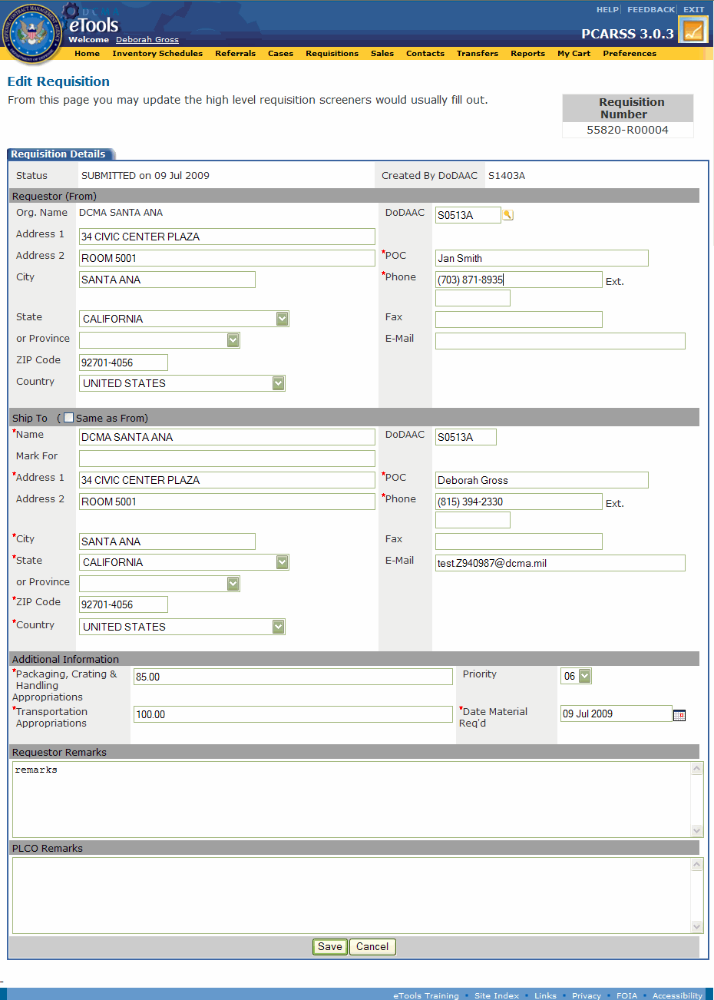 HELP | FEEDBACK | EXIT
DCMA
eTools
Welcome Deborah Gross
PCARSS 3.0.3
Home Inventory Schedules Referrals Cases Requisitions Sales Contacts Transfers Reports My Cart Preferences
Edit Requisition
From this page you may update the high level requisition screeners would usually fill out.
Requisition
Number
55820-R00004
Requisition Details
Status SUBMITTED on 09 Jul 2009 Created By DoDAAC S1403A
Requestor (From)
Org. Name DCMA SANTA ANA DoDAAC S0513A
Address 1 34 CIVIC CENTER PLAZA
Address 2 ROOM 5001 *POC Jan Smith
City SANTA ANA *Phone (703) 871-8935 Ext.
State CALIFORNIA Fax
or Province E-Mail
ZIP Code 92701-4056
Country UNITED STATES
Ship To ( Same as From)
*Name DCMA SANTA ANA DoDAAC S0513A
Mark For
*Address 1 34 CIVIC CENTER PLAZA *POC Deborah Gross
Address 2 ROOM 5001 *Phone (815) 394-2330 Ext.
*City SANTA ANA Fax
*State CALIFORNIA E-Mail test.Z940987@dcma.mil
or Province
*ZIP Code 92701-4056
*Country UNITED STATES
Additional Information
*Packaging, Crating & 85.00 Priority 06
Handling
Appropriations
*Transportation 100.00 *Date Material 09 Jul 2009
Appropriations Req'd
Requestor Remarks
remarks
PLCO Remarks
Save Cancel
eTools Training • Site Index • Links • Privacy • FOIA • Accessibility